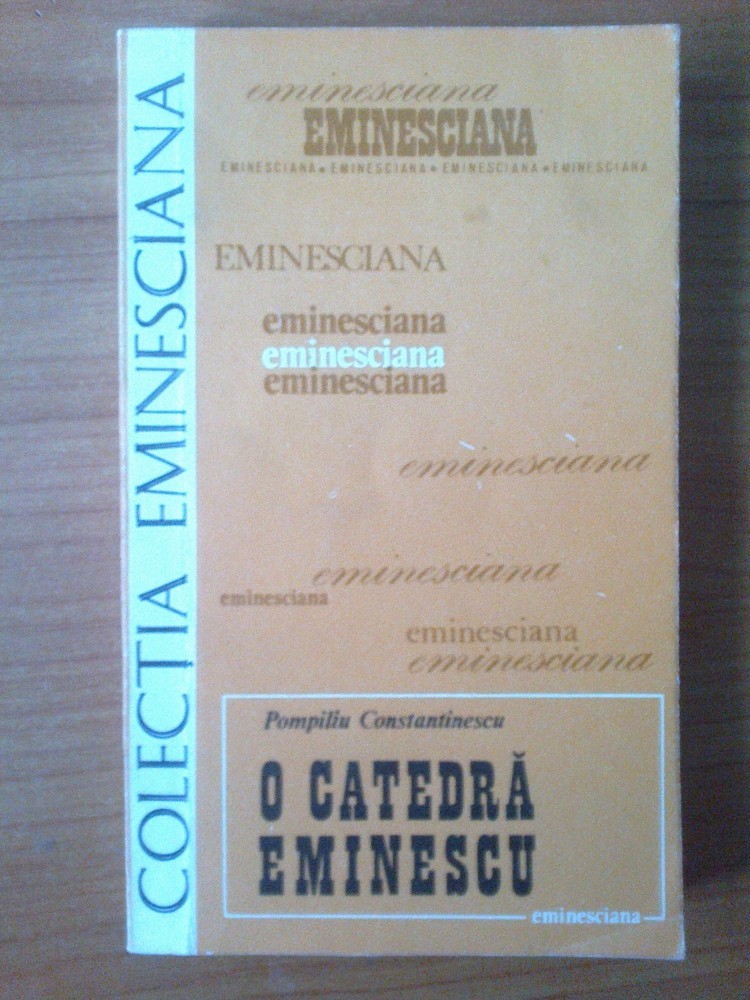 COLECȚIA EMINESCIANA
eminesciana
EMINESCIANA
EMINESCIANA • EMINESCIANA • EMINESCIANA • EMINESCIANA
EMINESCIANA
eminesciana
eminesciana
eminesciana
eminesciana
eminesciana
eminesciana
eminesciana
eminesciana
Pompiliu Constantinescu
O CATEDRĂ
EMINESCU
eminesciana